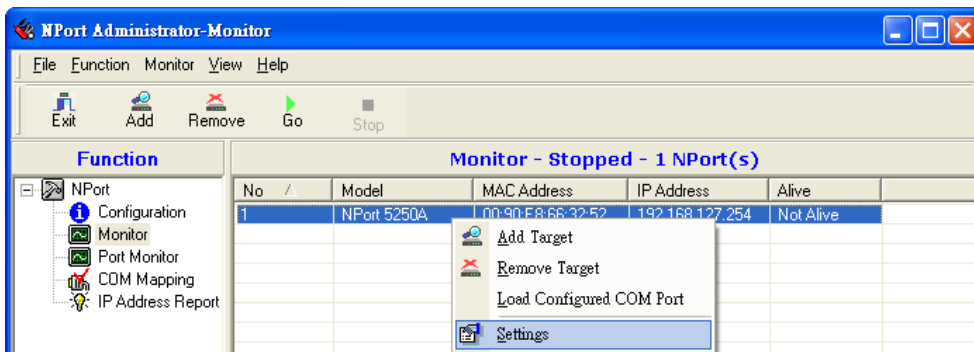 NPort Administrator-Monitor
File Function Monitor View Help
Exit Add Remove Go Stop
Function
Monitor - Stopped - 1 NPort(s)
NPort
Configuration
Monitor
Port Monitor
COM Mapping
IP Address Report
No Model MAC Address IP Address Alive
1 NPort 5250A 00:90:E8:66:32:52 192.168.127.254 Not Alive
Add Target
Remove Target
Load Configured COM Port
Settings